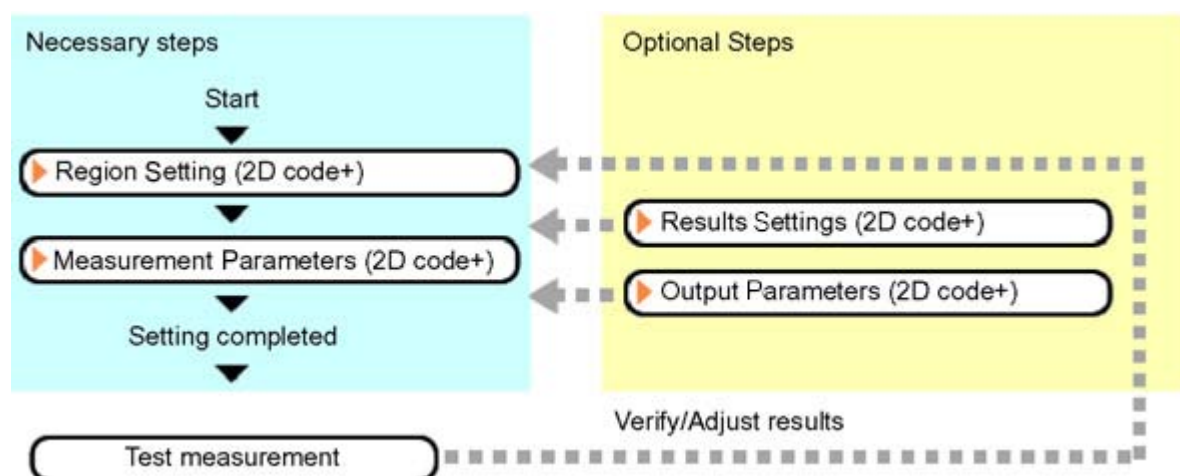 Necessary steps
Start
Region Setting (2D code+)
Measurement Parameters (2D code+)
Setting completed
Test measurement
Optional Steps
Results Settings (2D code+)
Output Parameters (2D code+)
Verify/Adjust results